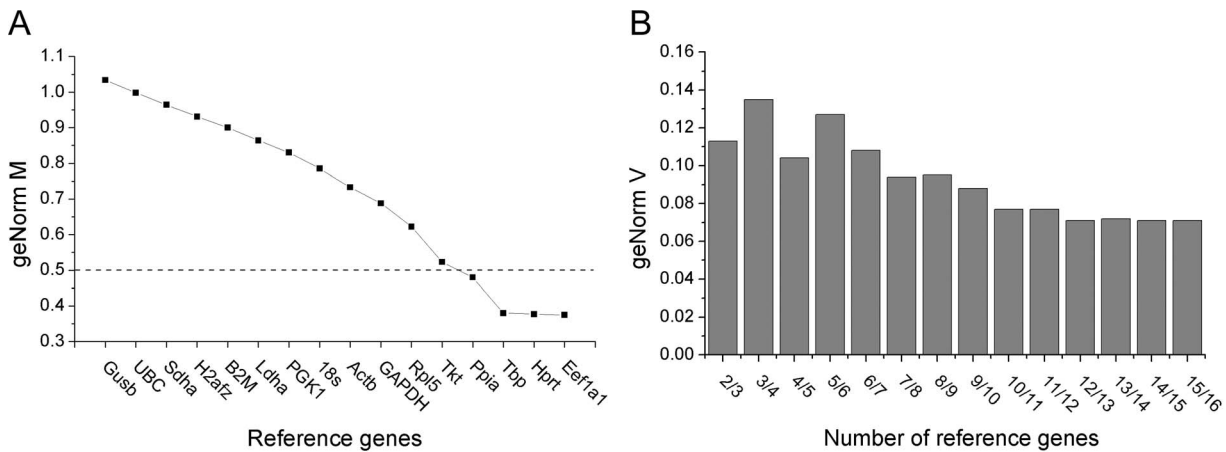 A
geNorm M
1.1
1.0
0.9
0.8
0.7
0.6
0.5
0.4
0.3
Gusb
UBC
Sdha
H2afz
B2M
Ldha
PGK1
18s
Actb
GAPDH
Rpl5
Tkt
Ppia
Tbp
Hprt
Eef1a1
Reference genes
B
geNorm V
0.16
0.14
0.12
0.10
0.08
0.06
0.04
0.02
0.00
2/3
3/4
4/5
5/6
6/7
7/8
8/9
9/10
10/11
11/12
12/13
13/14
14/15
15/16
Number of reference genes